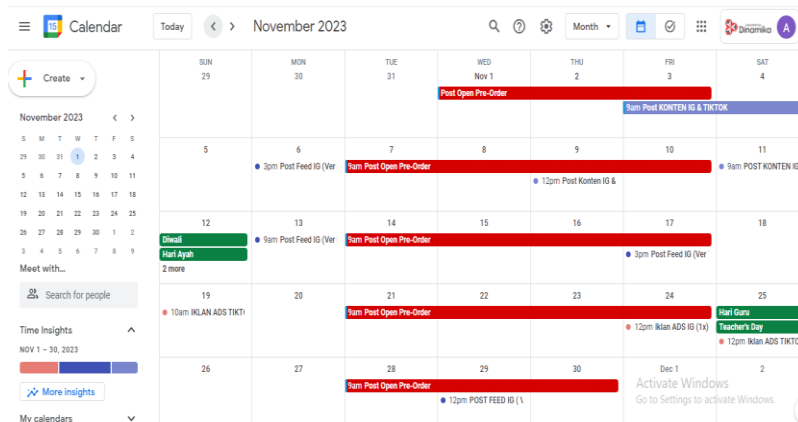 Calendar
Today
November 2023
Month
Dinamika
A
Create
November 2023
S M T W T F S
29 30 31 1 2 3 4
5 6 7 8 9 10 11
12 13 14 15 16 17 18
19 20 21 22 23 24 25
26 27 28 29 30 1 2
3 4 5 6 7 8 9
Meet with...
Search for people
Time Insights
NOV 1 – 30, 2023
More insights
My calendars
SUN MON TUE WED THU FRI SAT
29 30 31 Nov 1 2 3 4
Post Open Pre-Order
9am Post KONTEN IG & TIKTOK
5 6 7 8 9 10 11
3pm Post Feed IG (Ver
9am Post Open Pre-Order
9am POST KONTEN IG
12pm Post Konten IG &
12 13 14 15 16 17 18
Diwali
9am Post Feed IG (Ver
9am Post Open Pre-Order
Hari Ayah
3pm Post Feed IG (Ver
2 more
19 20 21 22 23 24 25
10am IKLAN ADS TIKT
9am Post Open Pre-Order
Hari Guru
12pm Iklan ADS IG (1x)
Teacher's Day
12pm Iklan ADS TIKT
26 27 28 29 30 Dec 1 2
9am Post Open Pre-Order
12pm POST FEED IG ( V
Activate Windows
Go to Settings to activate Windows.